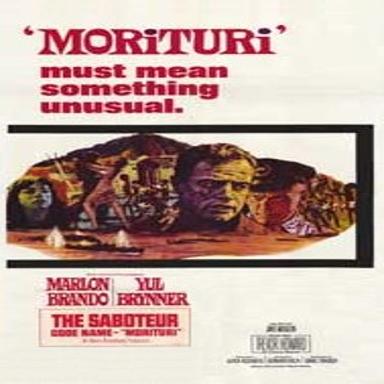 'MORiTURi'
must mean
something
unusual.
MARLON
BRANDO
YUL
BRYNNER
THE SABOTEUR
CODE NAME-"MORITURI"